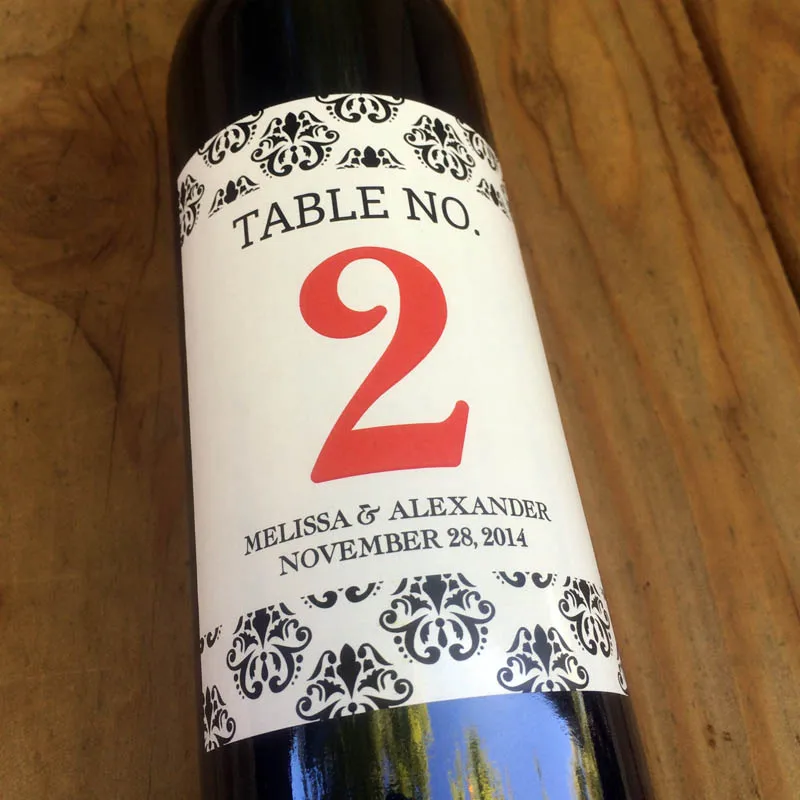 TABLE NO.
2
MELISSA & ALEXANDER
NOVEMBER 28, 2014